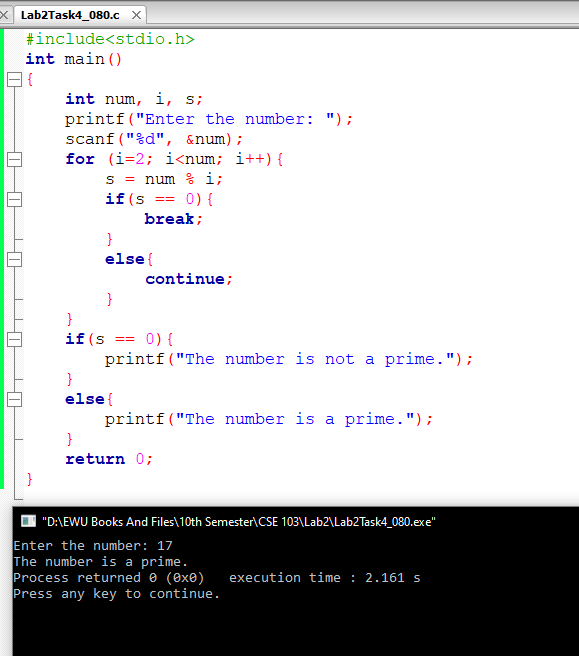 Lab2Task4_080.c
#include<stdio.h>
int main()
{
    int num, i, s;
    printf("Enter the number: ");
    scanf("%d", &num);
    for (i=2; i<num; i++){
        s = num % i;
        if(s == 0){
            break;
        }
        else{
            continue;
        }
    }
    if(s == 0){
        printf("The number is not a prime.");
    }
    else{
        printf("The number is a prime.");
    }
    return 0;
}
"D:\EWU Books And Files\10th Semester\CSE 103\Lab2\Lab2Task4_080.exe"
Enter the number: 17
The number is a prime.
Process returned 0 (0x0)   execution time : 2.161 s
Press any key to continue.